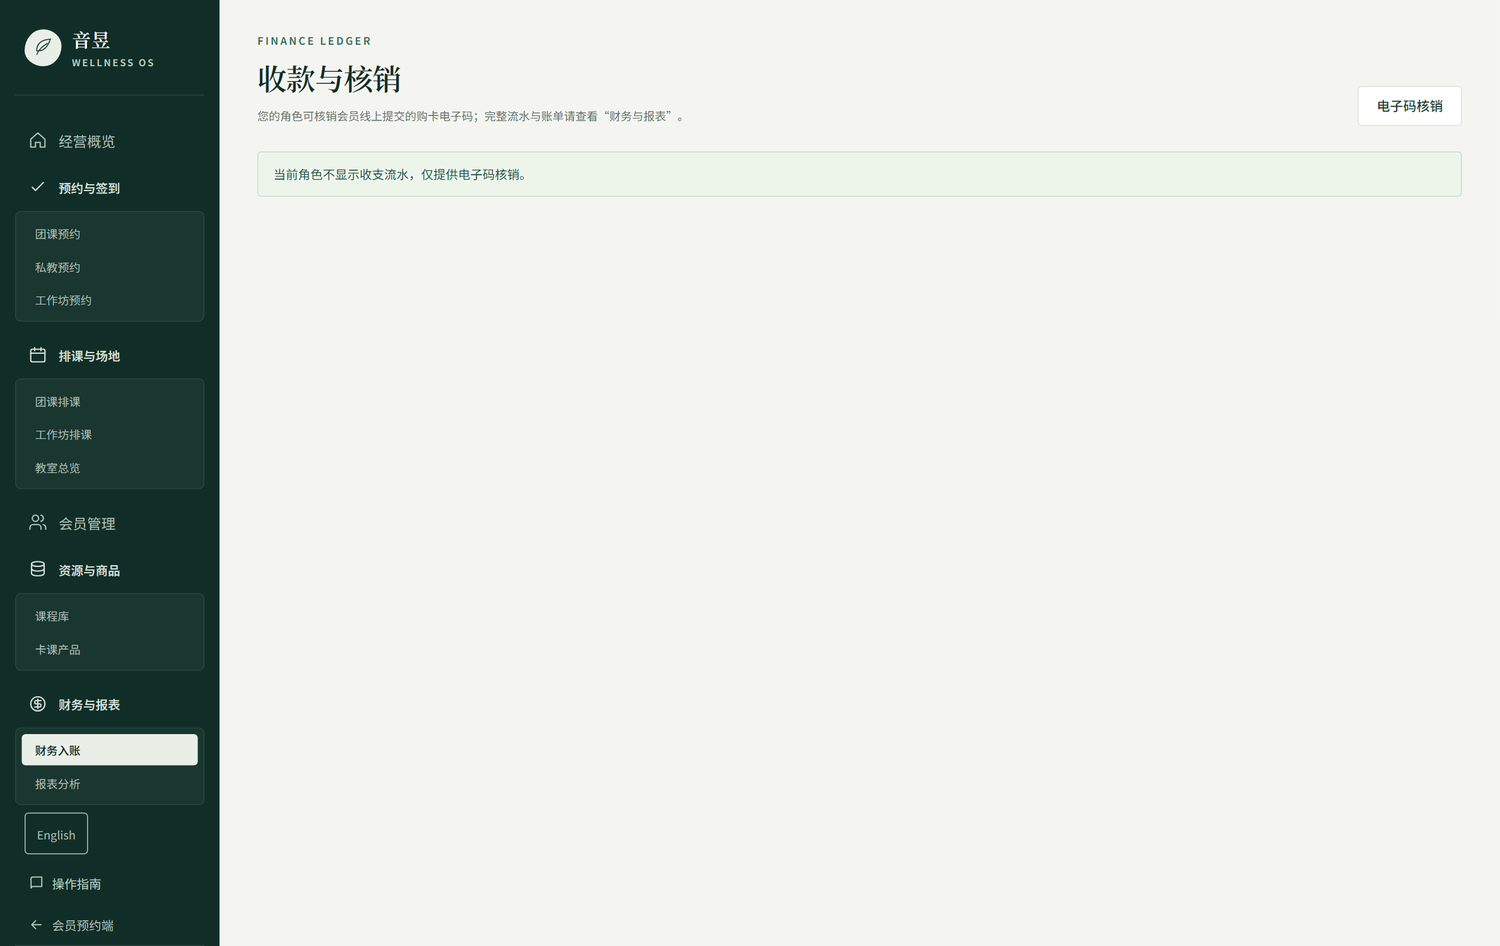 音昱
WELLNESS OS
经营概览
预约与签到
团课预约
私教预约
工作坊预约
排课与场地
团课排课
工作坊排课
教室总览
会员管理
资源与商品
课程库
卡课产品
财务与报表
财务入账
报表分析
English
操作指南
会员预约端
FINANCE LEDGER
收款与核销
您的角色可核销会员线上提交的购卡电子码；完整流水与账单请查看“财务与报表”。
电子码核销
当前角色不显示收支流水，仅提供电子码核销。